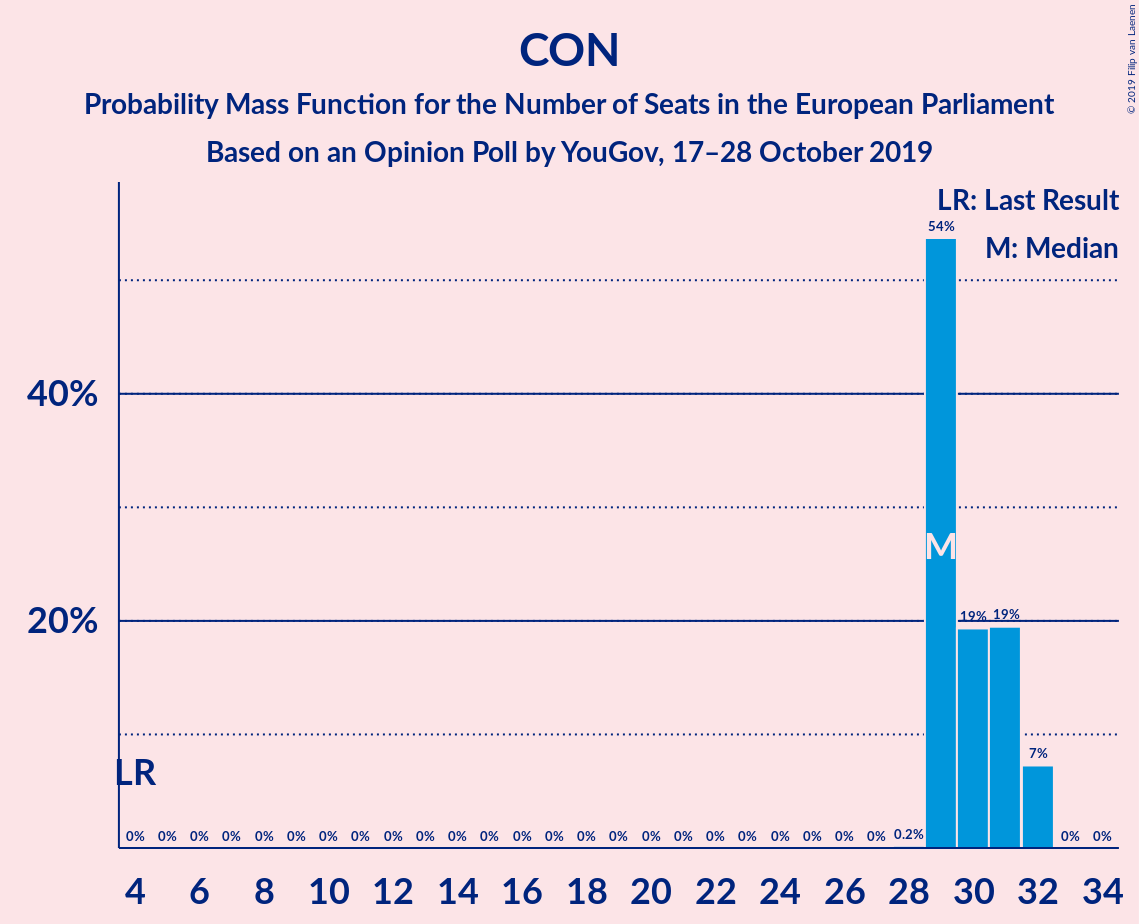 CON
Probability Mass Function for the Number of Seats in the European Parliament
Based on an Opinion Poll by YouGov, 17–28 October 2019
© 2019 Filip van Laenen
LR: Last Result
M: Median
54%
40%
M
20%
19% 19%
7%
LR
0% 0% 0% 0% 0% 0% 0% 0% 0% 0% 0% 0% 0% 0% 0% 0% 0% 0% 0% 0% 0% 0% 0% 0% 0.2% 0% 0%
4 6 8 10 12 14 16 18 20 22 24 26 28 30 32 34